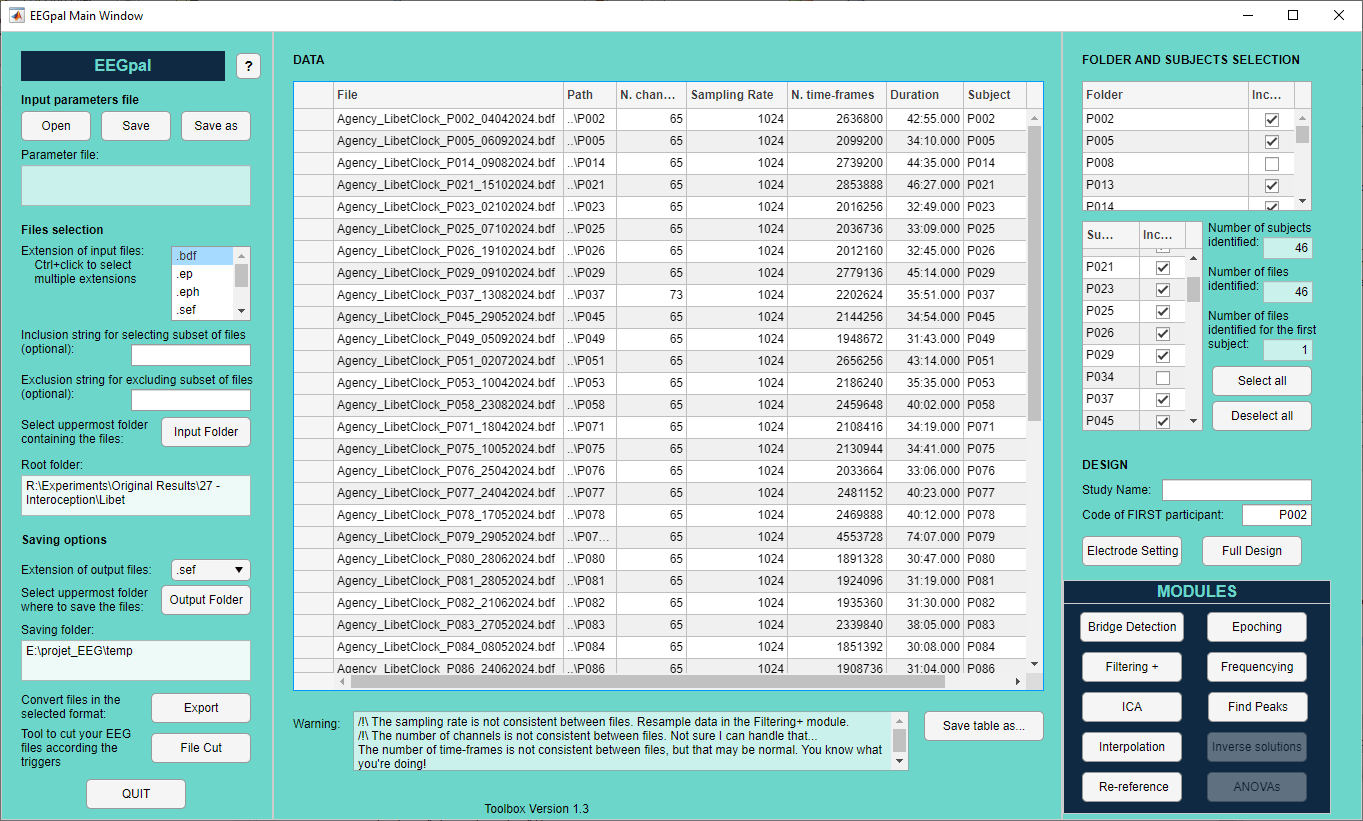 EEGpal Main Window
EEGpal
?
Input parameters file
Open Save Save as
Parameter file:
Files selection
Extension of input files:
Ctrl+click to select
multiple extensions
.bdf
.ep
.eph
.sef
Inclusion string for selecting subset of files
(optional):
Exclusion string for excluding subset of files
(optional):
Select uppermost folder
containing the files:
Input Folder
Root folder:
R:\Experiments\Original Results\27 -
Interoception\Libet
Saving options
Extension of output files:
.sef
Select uppermost folder
where to save the files:
Output Folder
Saving folder:
E:\projet_EEG\temp
Convert files in the
selected format:
Export
Tool to cut your EEG
files according the
triggers
File Cut
QUIT
DATA
File Path N. chan... Sampling Rate N. time-frames Duration Subject
Agency_LibetClock_P002_04042024.bdf ..\P002 65 1024 2636800 42:55.000 P002
Agency_LibetClock_P005_06092024.bdf ..\P005 65 1024 2099200 34:10.000 P005
Agency_LibetClock_P014_09082024.bdf ..\P014 65 1024 2739200 44:35.000 P014
Agency_LibetClock_P021_15102024.bdf ..\P021 65 1024 2853888 46:27.000 P021
Agency_LibetClock_P023_02102024.bdf ..\P023 65 1024 2016256 32:49.000 P023
Agency_LibetClock_P025_07102024.bdf ..\P025 65 1024 2036736 33:09.000 P025
Agency_LibetClock_P026_19102024.bdf ..\P026 65 1024 2012160 32:45.000 P026
Agency_LibetClock_P029_09102024.bdf ..\P029 65 1024 2779136 45:14.000 P029
Agency_LibetClock_P037_13082024.bdf ..\P037 73 1024 2202624 35:51.000 P037
Agency_LibetClock_P045_29052024.bdf ..\P045 65 1024 2144256 34:54.000 P045
Agency_LibetClock_P049_05092024.bdf ..\P049 65 1024 1948672 31:43.000 P049
Agency_LibetClock_P051_02072024.bdf ..\P051 65 1024 2656256 43:14.000 P051
Agency_LibetClock_P053_10042024.bdf ..\P053 65 1024 2186240 35:35.000 P053
Agency_LibetClock_P058_23082024.bdf ..\P058 65 1024 2459648 40:02.000 P058
Agency_LibetClock_P071_18042024.bdf ..\P071 65 1024 2108416 34:19.000 P071
Agency_LibetClock_P075_10052024.bdf ..\P075 65 1024 2130944 34:41.000 P075
Agency_LibetClock_P076_25042024.bdf ..\P076 65 1024 2033664 33:06.000 P076
Agency_LibetClock_P077_24042024.bdf ..\P077 65 1024 2481152 40:23.000 P077
Agency_LibetClock_P078_17052024.bdf ..\P078 65 1024 2469888 40:12.000 P078
Agency_LibetClock_P079_29052024.bdf ..\P07... 65 1024 4553728 74:07.000 P079
Agency_LibetClock_P080_28062024.bdf ..\P080 65 1024 1891328 30:47.000 P080
Agency_LibetClock_P081_28052024.bdf ..\P081 65 1024 1924096 31:19.000 P081
Agency_LibetClock_P082_21062024.bdf ..\P082 65 1024 1935360 31:30.000 P082
Agency_LibetClock_P083_27052024.bdf ..\P083 65 1024 2339840 38:05.000 P083
Agency_LibetClock_P084_08052024.bdf ..\P084 65 1024 1851392 30:08.000 P084
Agency_LibetClock_P086_24062024.bdf ..\P086 65 1024 1908736 31:04.000 P086
Warning:
/!\ The sampling rate is not consistent between files. Resample data in the Filtering+ module.
/!\ The number of channels is not consistent between files. Not sure I can handle that...
The number of time-frames is not consistent between files, but that may be normal. You know what
you're doing!
Save table as...
Toolbox Version 1.3
FOLDER AND SUBJECTS SELECTION
Folder Inc...
P002
P005
P008
P013
P014
Su... Inc...
P021
P023
P025
P026
P029
P034
P037
P045
Number of subjects
identified: 46
Number of files
identified: 46
Number of files
identified for the first
subject: 1
Select all
Deselect all
DESIGN
Study Name:
Code of FIRST participant: P002
Electrode Setting Full Design
MODULES
Bridge Detection Epoching
Filtering + Frequencying
ICA Find Peaks
Interpolation Inverse solutions
Re-reference ANOVAs